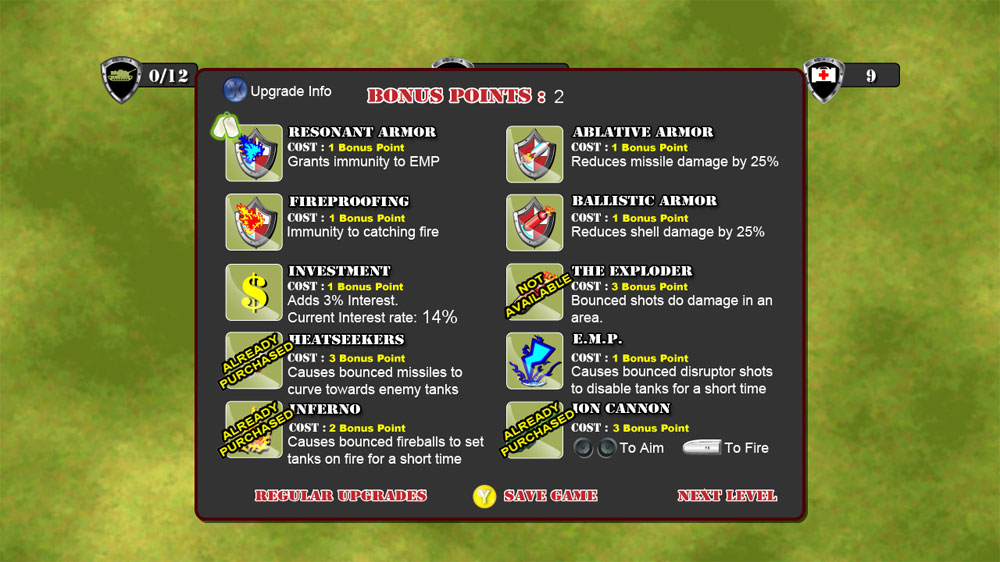 0/12
9
Upgrade Info
BONUS POINTS : 2
RESONANT ARMOR
COST : 1 Bonus Point
Grants immunity to EMP
ABLATIVE ARMOR
COST : 1 Bonus Point
Reduces missile damage by 25%
FIREPROOFING
COST : 1 Bonus Point
Immunity to catching fire
BALLISTIC ARMOR
COST : 1 Bonus Point
Reduces shell damage by 25%
$
INVESTMENT
COST : 1 Bonus Point
Adds 3% Interest.
Current Interest rate: 14%
NOT
AVAILABLE
THE EXPLODER
COST : 3 Bonus Point
Bounced shots do damage in an
area.
ALREADY
PURCHASED
HEATSEEKERS
COST : 3 Bonus Point
Causes bounced missiles to
curve towards enemy tanks
E.M.P.
COST : 1 Bonus Point
Causes bounced disruptor shots
to disable tanks for a short time
ALREADY
PURCHASED
INFERNO
COST : 2 Bonus Point
Causes bounced fireballs to set
tanks on fire for a short time
ALREADY
PURCHASED
ION CANNON
COST : 3 Bonus Point
To Aim To Fire
REGULAR UPGRADES Y SAVE GAME NEXT LEVEL